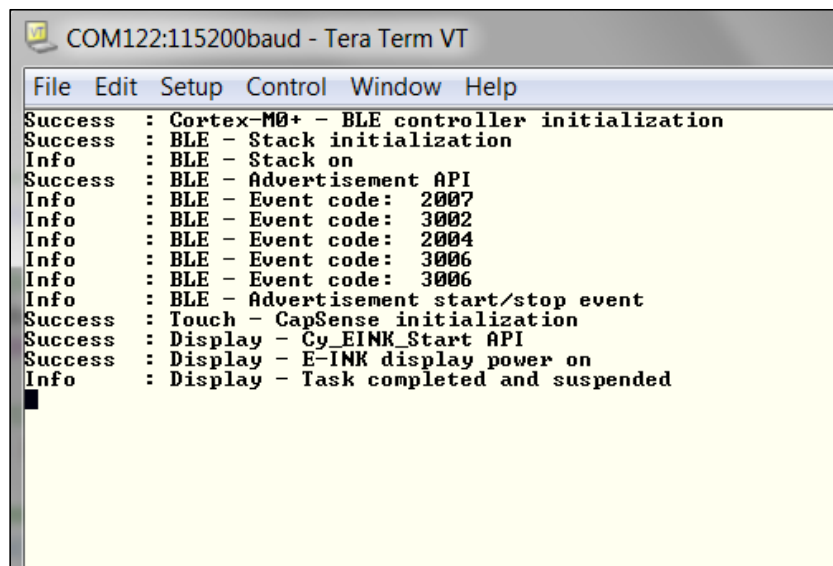 COM122:115200baud - Tera Term VT
File Edit Setup Control Window Help
Success : Cortex-M0+ - BLE controller initialization
Success : BLE - Stack initialization
Info : BLE - Stack on
Success : BLE - Advertisement API
Info : BLE - Event code: 2007
Info : BLE - Event code: 3002
Info : BLE - Event code: 2004
Info : BLE - Event code: 3006
Info : BLE - Event code: 3006
Info : BLE - Advertisement start/stop event
Success : Touch - CapSense initialization
Success : Display - Cy_EINK_Start API
Success : Display - E-INK display power on
Info : Display - Task completed and suspended